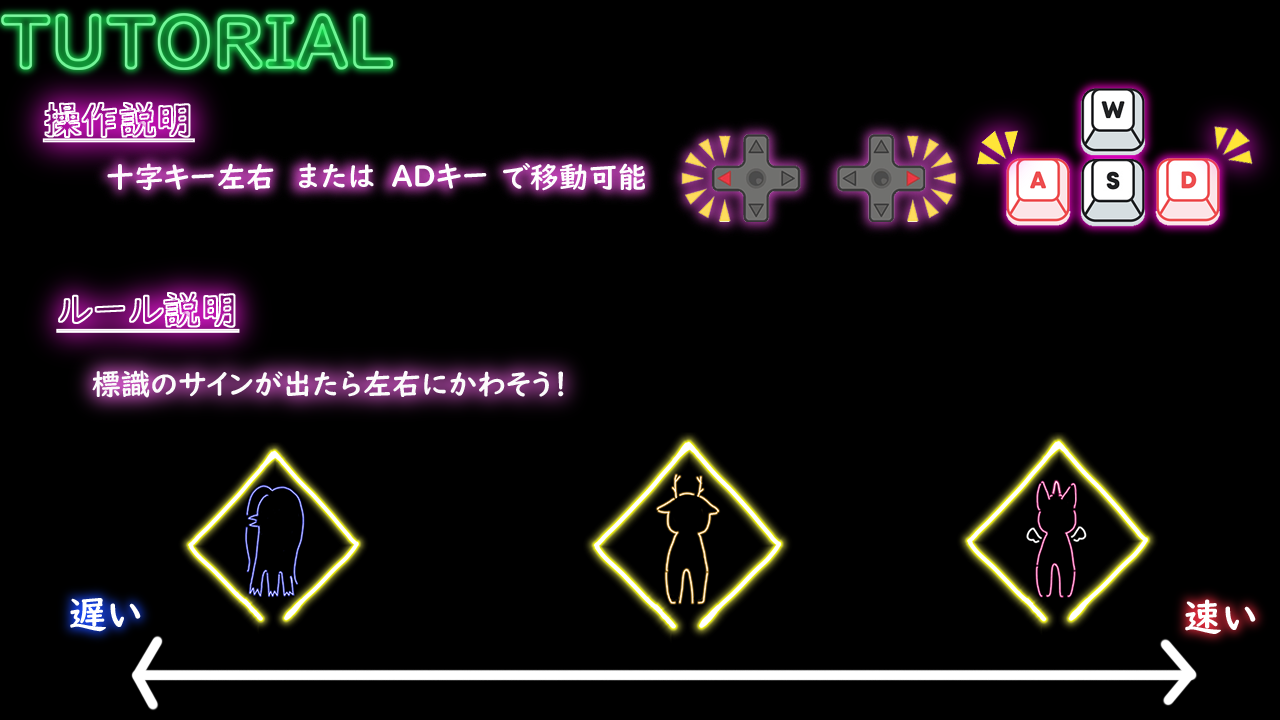 TUTORIAL
操作説明
十字キー左右 または ADキー で移動可能
W
A S D
ルール説明
標識のサインが出たら左右にかわそう!
遅い
速い